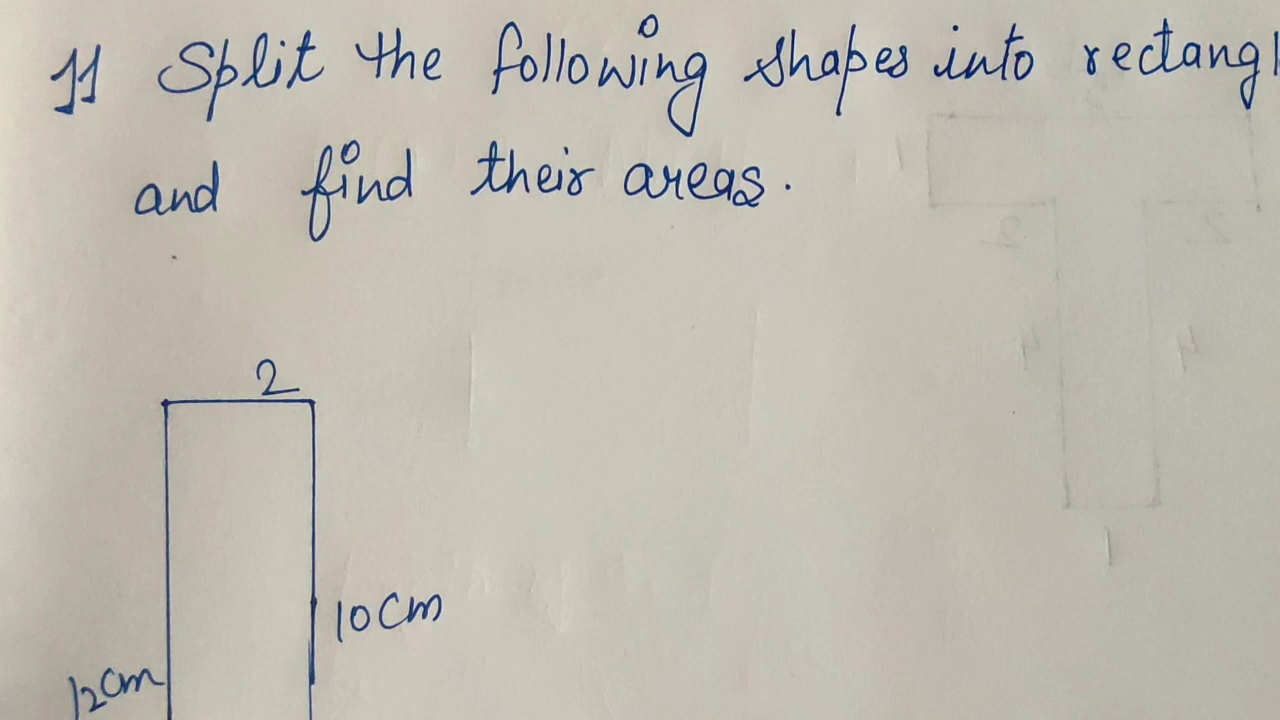 11 Split the following shapes into rectangl
and find their areas.
2
10cm
12cm